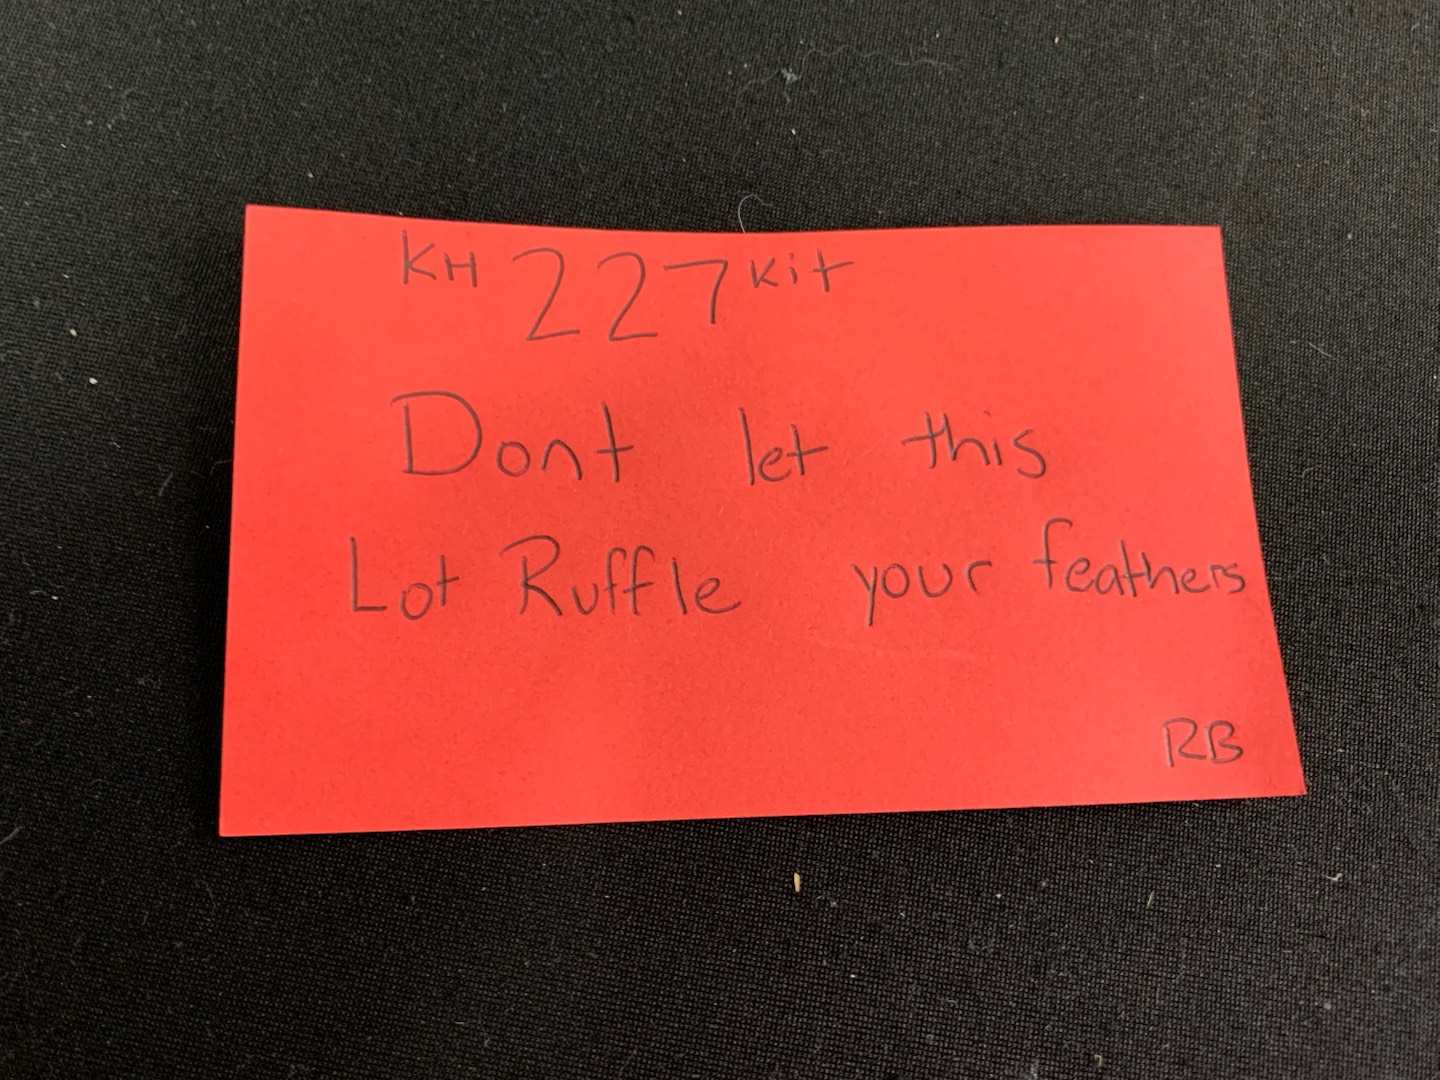 KH 227 Kit
Dont let this
Lot Ruffle your feathers
RB